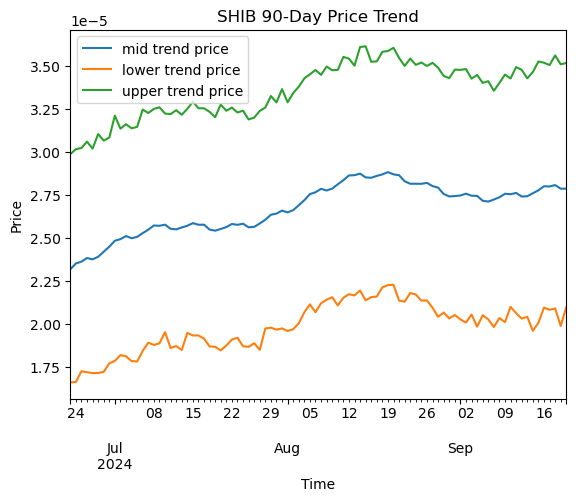 SHIB 90-Day Price Trend
1e−5
mid trend price
lower trend price
upper trend price
3.50
3.25
3.00
2.75
2.50
2.25
2.00
1.75
Price
24 08 15 22 29 05 12 19 26 02 09 16
Jul Aug Sep
2024
Time